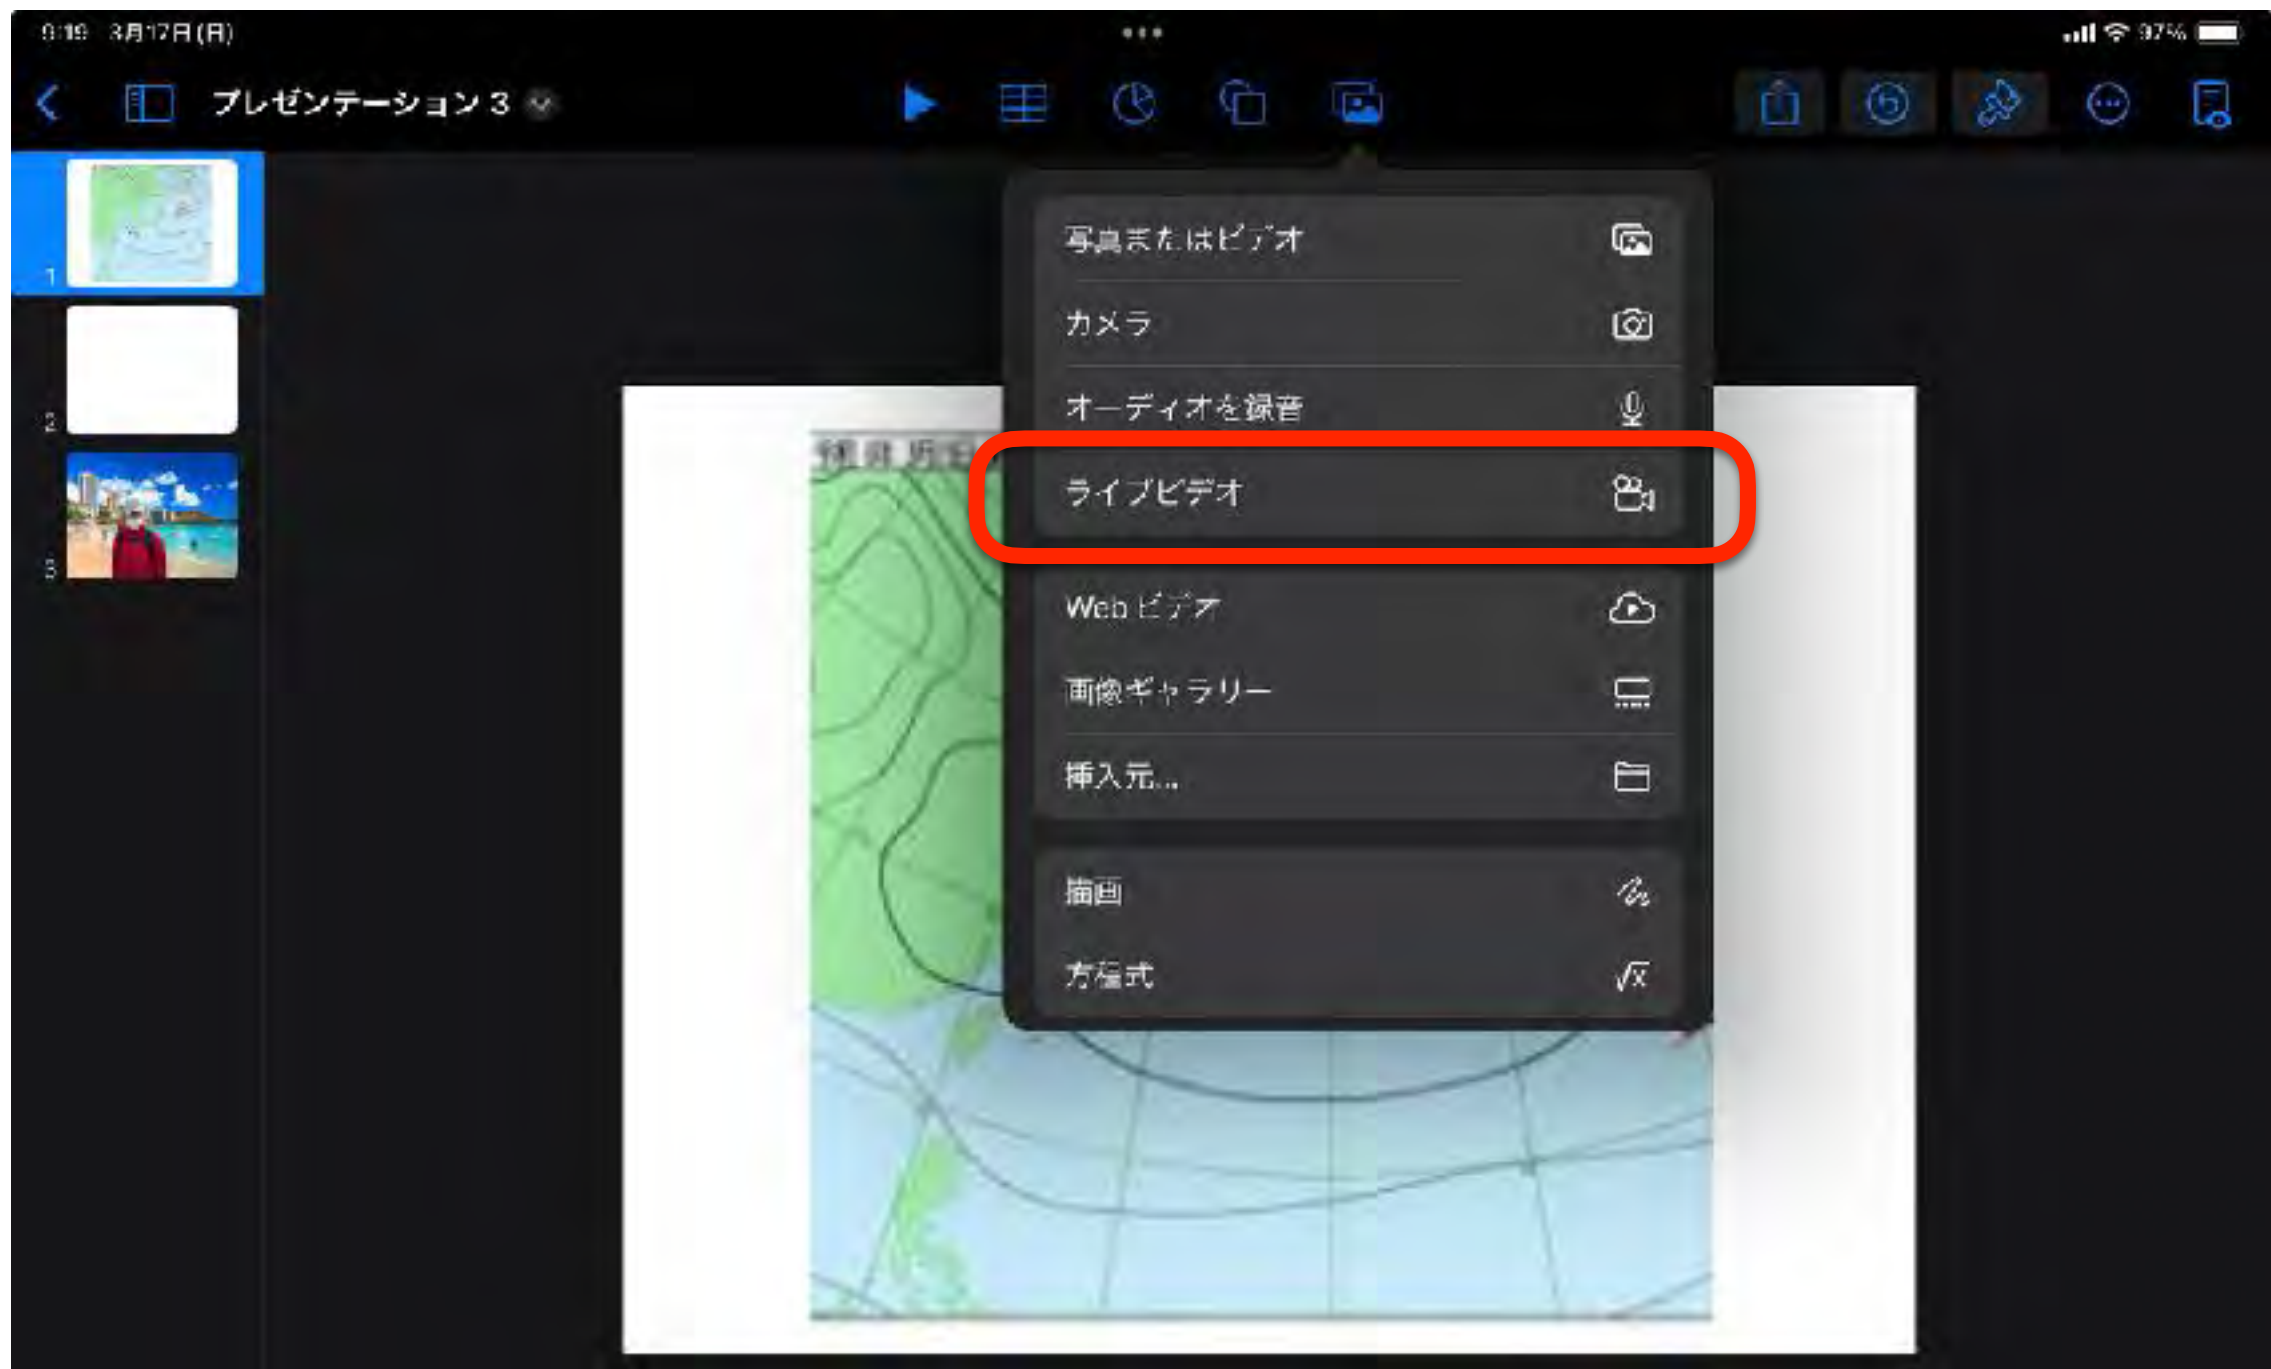 9:19 3月17日(日)
97%
プレゼンテーション 3
1
2
3
写真またはビデオ
カメラ
オーディオを録音
ライブビデオ
Web ビデオ
画像ギャラリー
挿入元...
描画
方程式